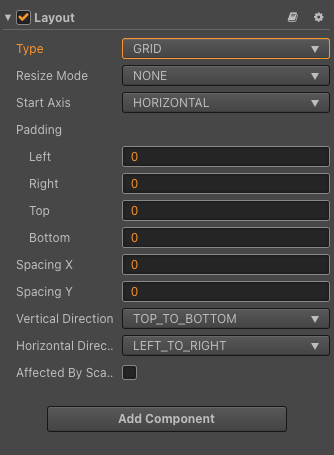 Layout
Type GRID
Resize Mode NONE
Start Axis HORIZONTAL
Padding
Left 0
Right 0
Top 0
Bottom 0
Spacing X 0
Spacing Y 0
Vertical Direction TOP_TO_BOTTOM
Horizontal Direc.. LEFT_TO_RIGHT
Affected By Sca..
Add Component